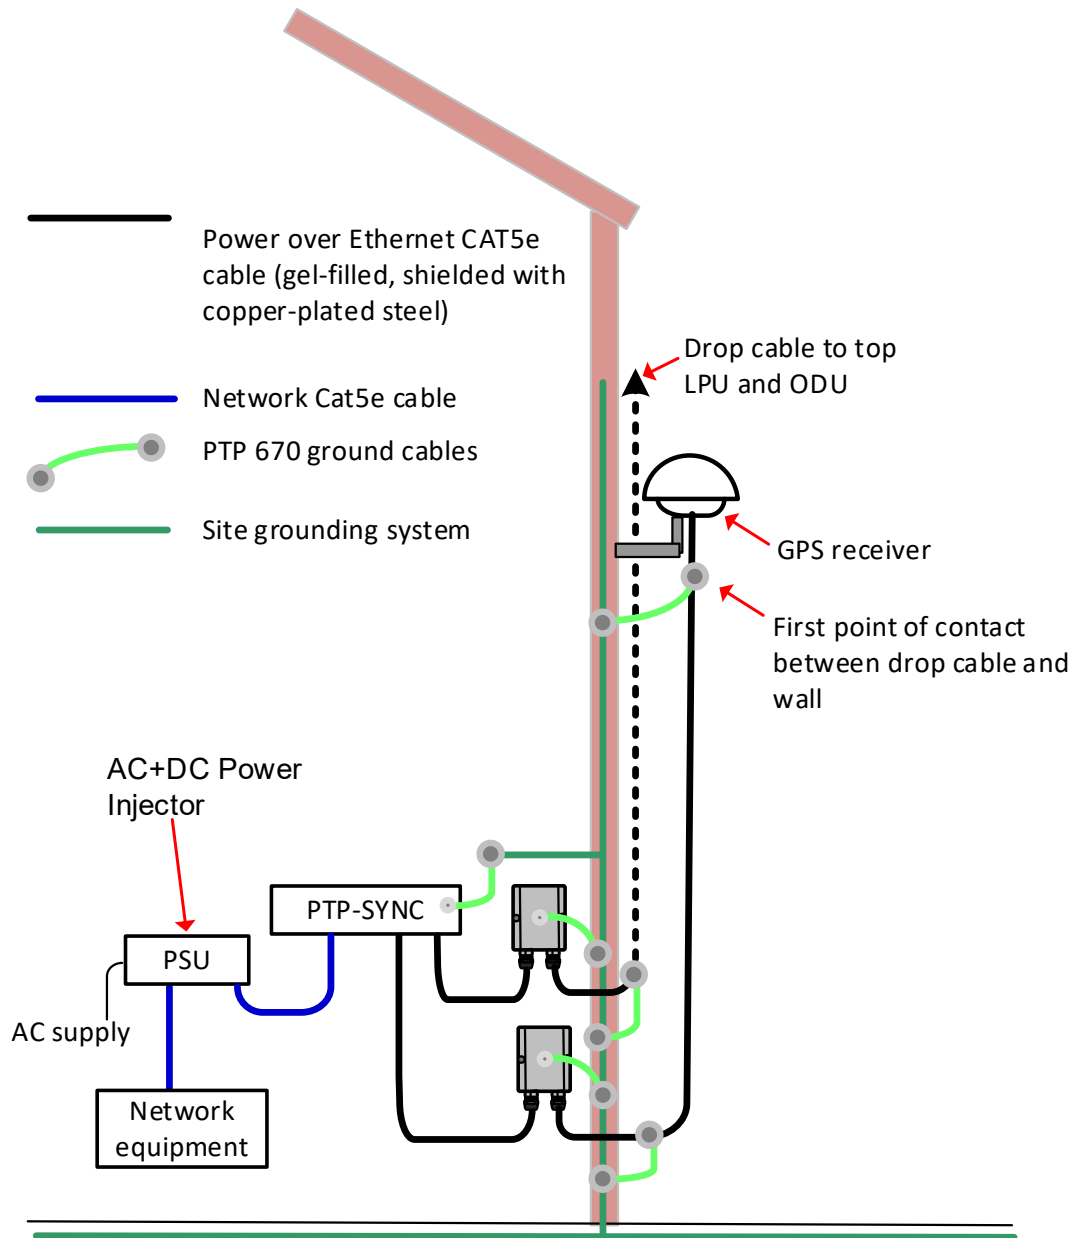 Power over Ethernet CAT5e
cable (gel-filled, shielded with
copper-plated steel)
Drop cable to top
LPU and ODU
Network Cat5e cable
PTP 670 ground cables
Site grounding system
GPS receiver
First point of contact
between drop cable and
wall
AC+DC Power
Injector
PTP-SYNC
PSU
AC supply
Network
equipment